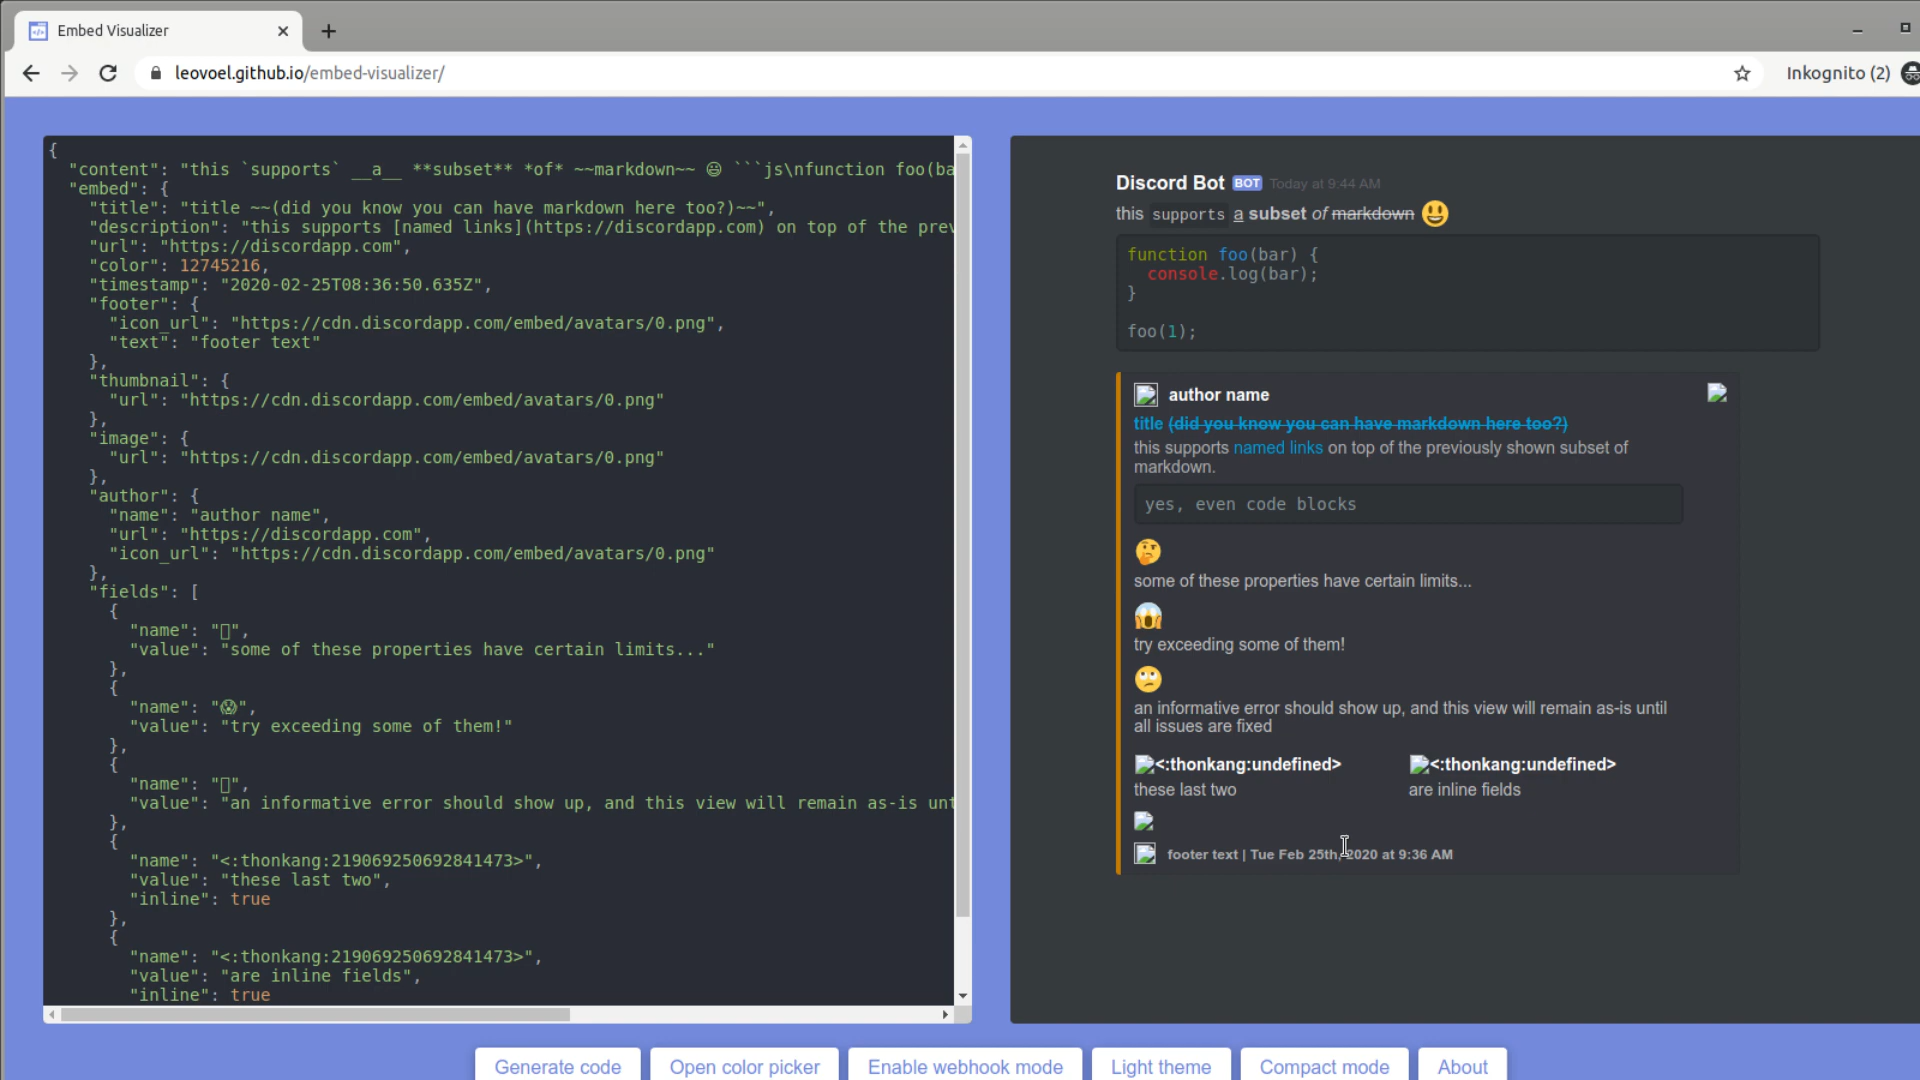 Embed Visualizer
leovoel.github.io/embed-visualizer/
Inkognito (2)
{
"content": "this `supports` __a__ **subset** *of* ~~markdown~~ 😃 ```js\nfunction foo(ba
"embed": {
"title": "title ~~(did you know you can have markdown here too?)~~",
"description": "this supports [named links](https://discordapp.com) on top of the prev
"url": "https://discordapp.com",
"color": 12745216,
"timestamp": "2020-02-25T08:36:50.635Z",
"footer": {
"icon_url": "https://cdn.discordapp.com/embed/avatars/0.png",
"text": "footer text"
},
"thumbnail": {
"url": "https://cdn.discordapp.com/embed/avatars/0.png"
},
"image": {
"url": "https://cdn.discordapp.com/embed/avatars/0.png"
},
"author": {
"name": "author name",
"url": "https://discordapp.com",
"icon_url": "https://cdn.discordapp.com/embed/avatars/0.png"
},
"fields": [
{
"name": "▯",
"value": "some of these properties have certain limits..."
},
{
"name": "😱",
"value": "try exceeding some of them!"
},
{
"name": "▯",
"value": "an informative error should show up, and this view will remain as-is unt
},
{
"name": "<:thonkang:219069250692841473>",
"value": "these last two",
"inline": true
},
{
"name": "<:thonkang:219069250692841473>",
"value": "are inline fields",
"inline": true
Discord Bot BOT Today at 9:44 AM
this supports a subset of markdown 😃
function foo(bar) {
console.log(bar);
}
foo(1);
author name
title (did you know you can have markdown here too?)
this supports named links on top of the previously shown subset of
markdown.
yes, even code blocks
🤔
some of these properties have certain limits...
😱
try exceeding some of them!
🙄
an informative error should show up, and this view will remain as-is until
all issues are fixed
<:thonkang:undefined> <:thonkang:undefined>
these last two are inline fields
footer text | Tue Feb 25th, 2020 at 9:36 AM
Generate code Open color picker Enable webhook mode Light theme Compact mode About